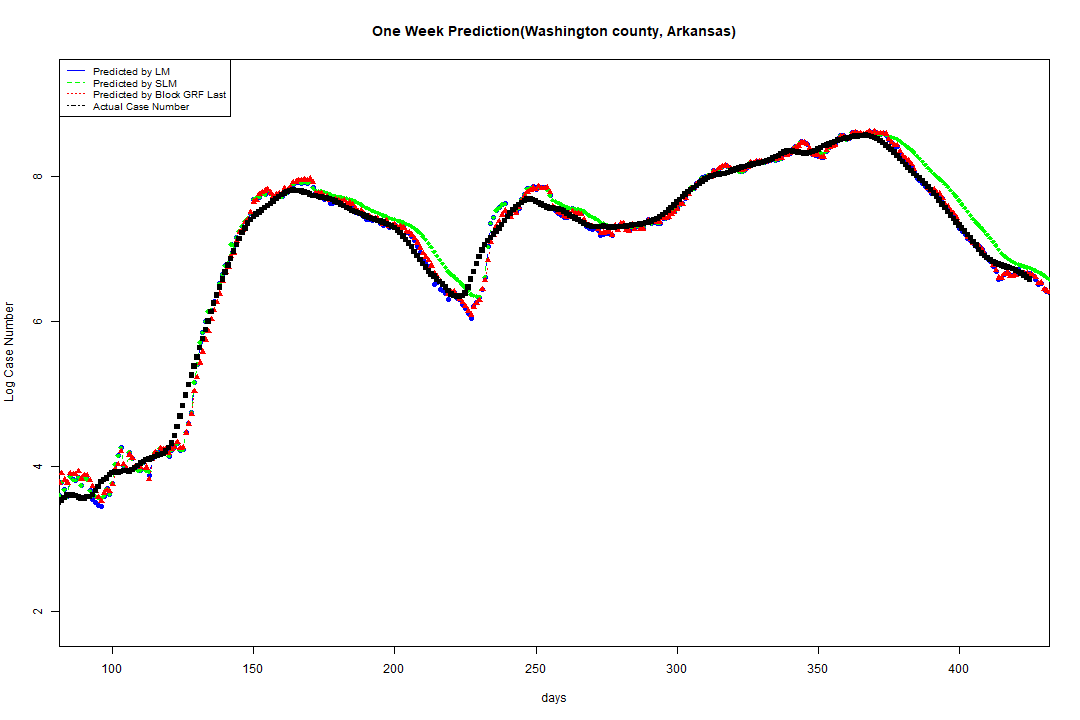 One Week Prediction(Washington county, Arkansas)
Predicted by LM
Predicted by SLM
Predicted by Block GRF Last
Actual Case Number
8
6
4
2
Log Case Number
100 150 200 250 300 350 400
days